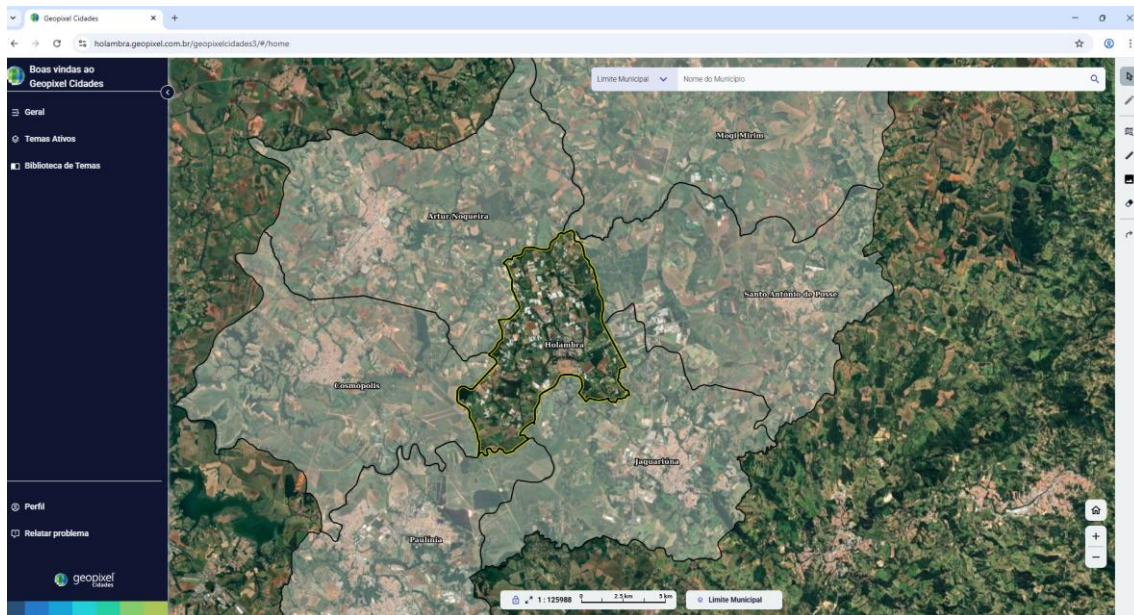 Geopixel Cidades
holambra.geopixel.com.br/geopixelcidades3/#/home
Boas vindas ao
Geopixel Cidades
Geral
Temas Ativos
Biblioteca de Temas
Limite Municipal
Nome do Município
Mogi Mirim
Artur Nogueira
Santo Antônio de Posse
Holambra
Cosmópolis
Jaguariúna
Paulínia
Perfil
Relatar problema
geopixel
Cidades
1 : 125988
0 2.5 km 5 km
Limite Municipal